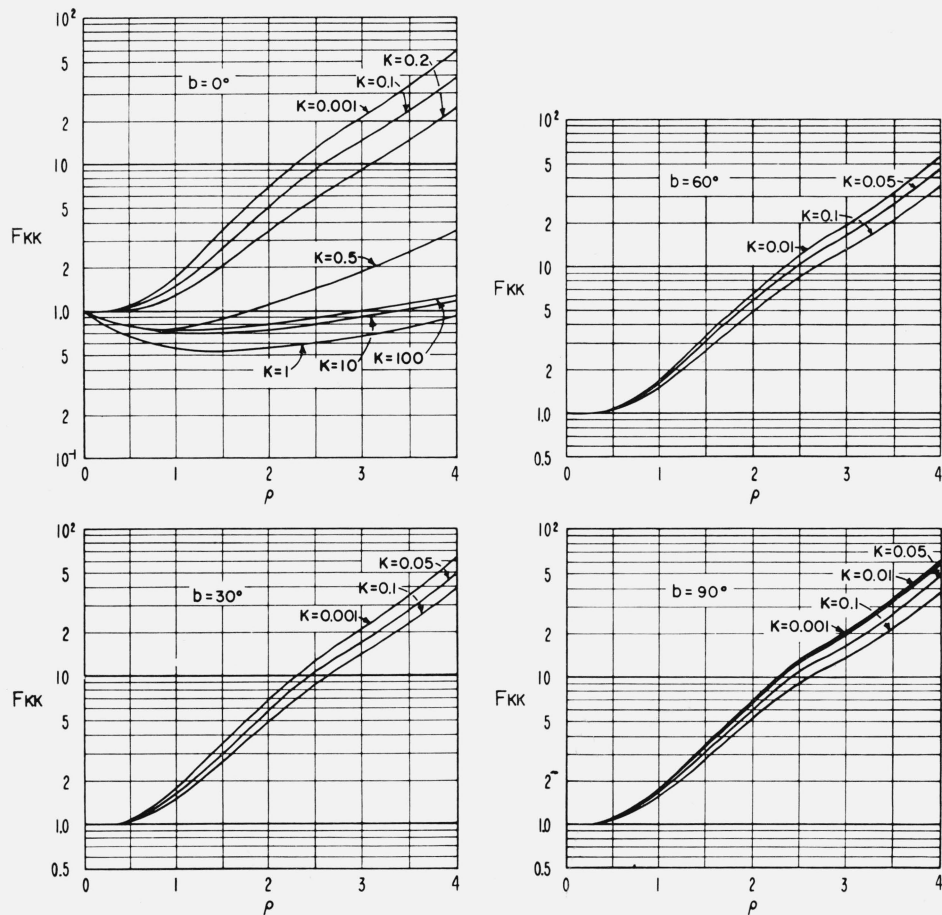 10²
5
2
10
5
2
1.0
5
2
10⁻¹
FKK
b = 0°
K=0.2
K=0.1
K=0.001
K=0.5
K=1
K=10
K=100
0 1 2 3 4
ρ
10²
5
2
10
5
2
1.0
0.5
FKK
b = 60°
K=0.05
K=0.1
K=0.01
0 1 2 3 4
ρ
10²
5
2
10
5
2
1.0
0.5
FKK
b = 30°
K=0.05
K=0.1
K=0.001
0 1 2 3 4
ρ
10²
5
2
10
5
2
1.0
0.5
FKK
b = 90°
K=0.05
K=0.01
K=0.1
K=0.001
0 1 2 3 4
ρ